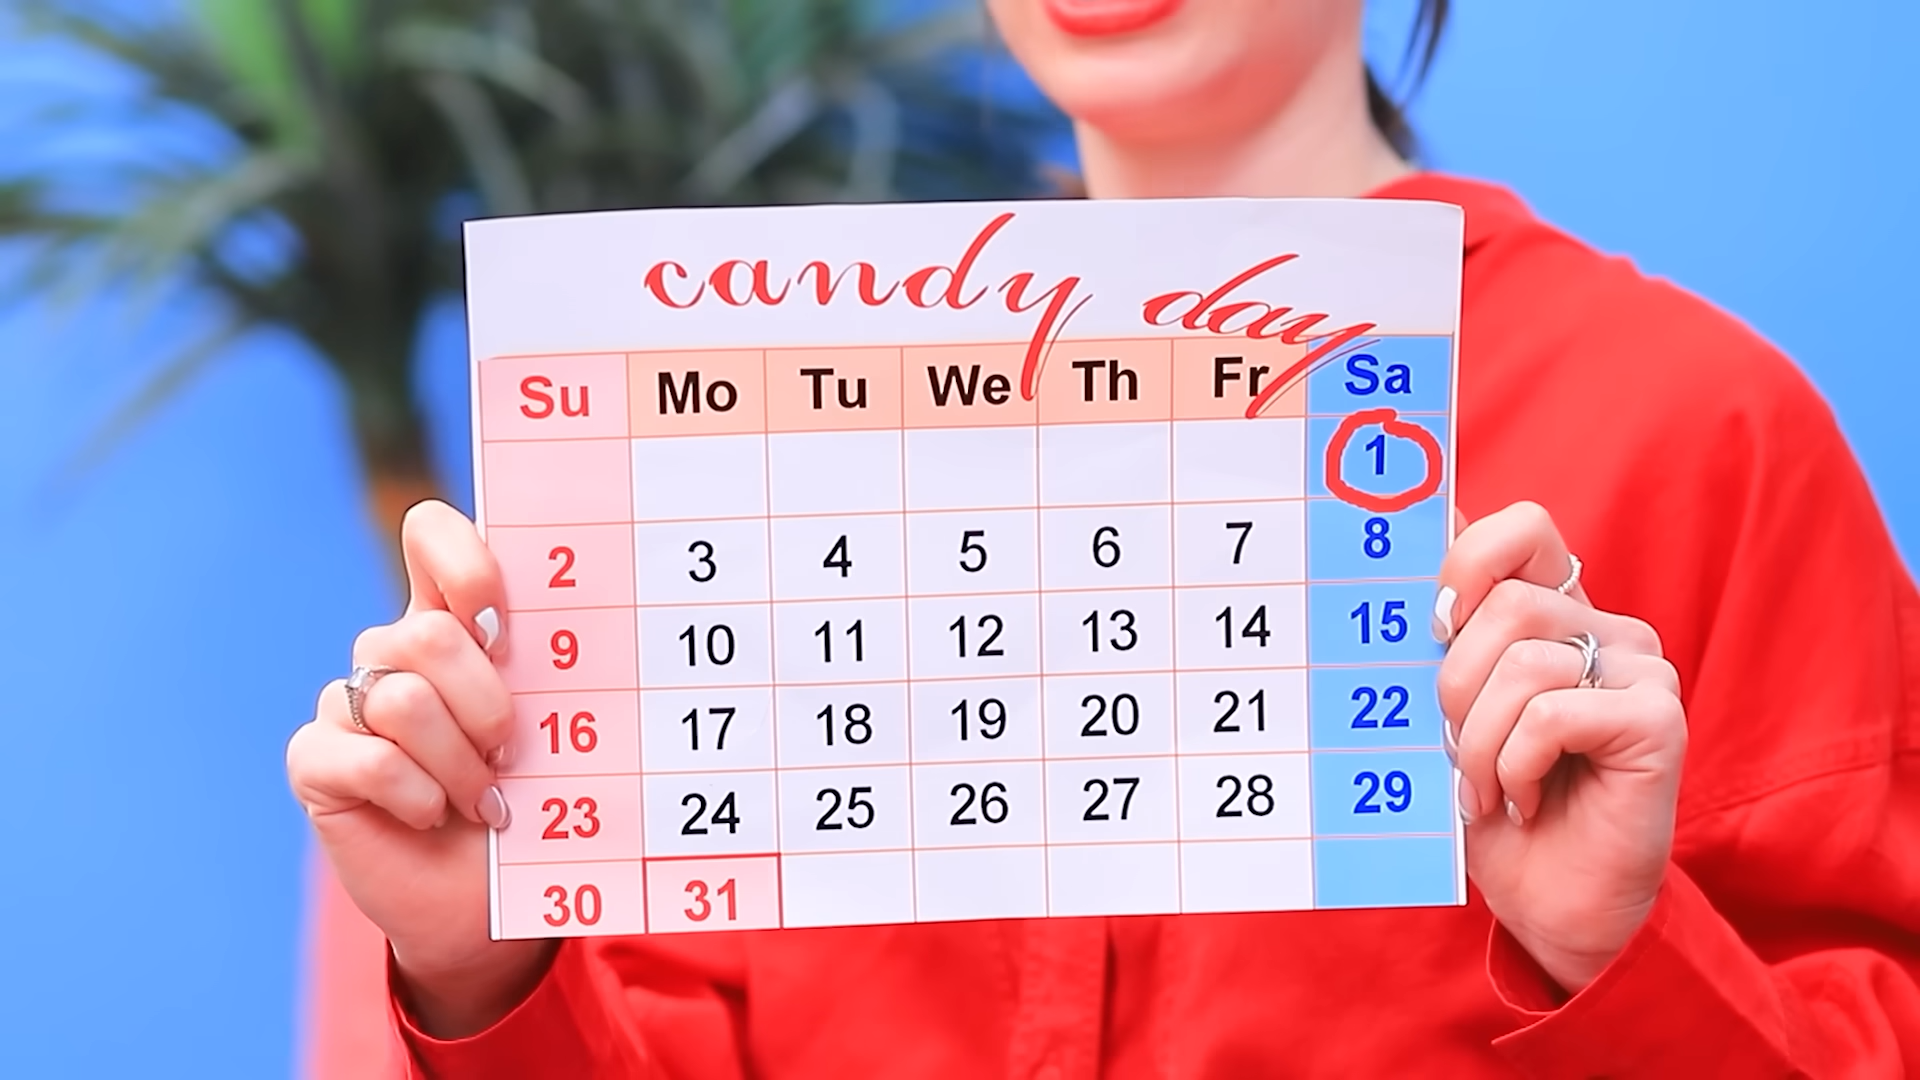 candy day
Su Mo Tu We Th Fr Sa
1
2 3 4 5 6 7 8
9 10 11 12 13 14 15
16 17 18 19 20 21 22
23 24 25 26 27 28 29
30 31